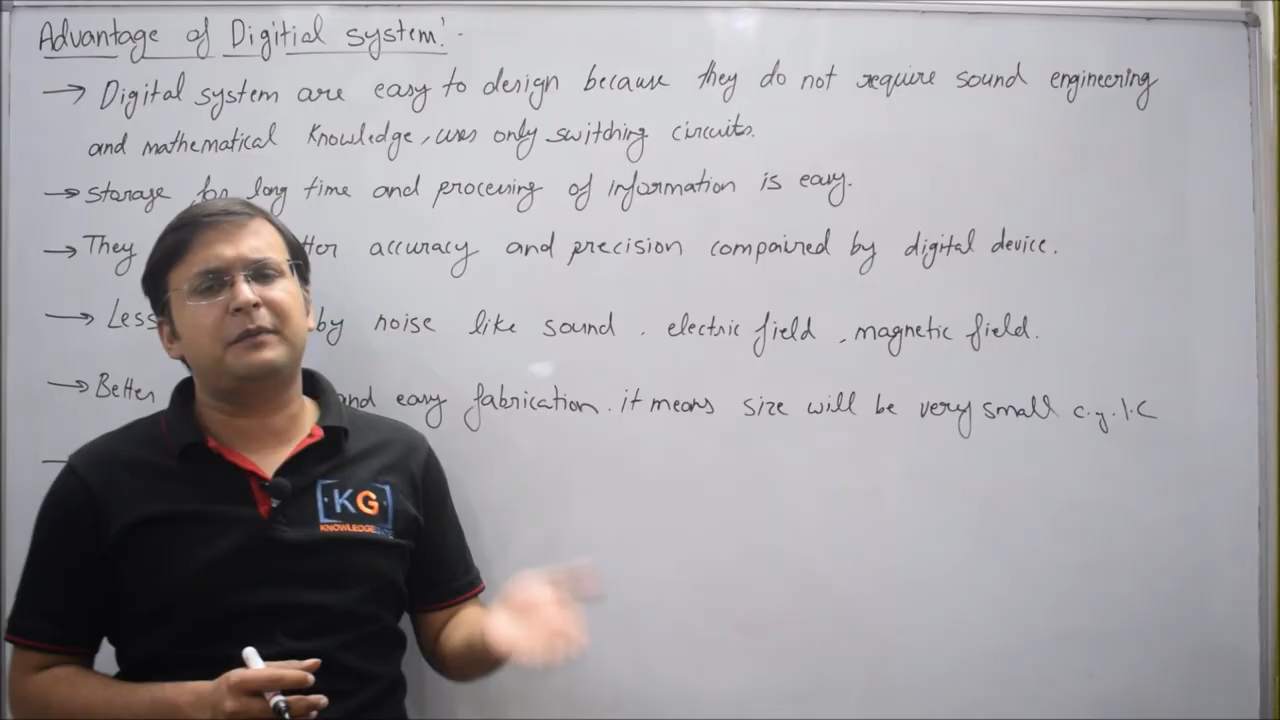 Advantage of Digitial system:-
→ Digital system are easy to design because they do not require sound engineering
and mathematical knowledge, uses only switching circuits.
→ storage for long time and processing of information is easy.
→ They tter accuracy and precision compaired by digital device.
→ Less by noise like sound, electric field, magnetic field.
→ Better and easy fabrication. it means size will be very small e.g. I.C
KG
KNOWLEDGE